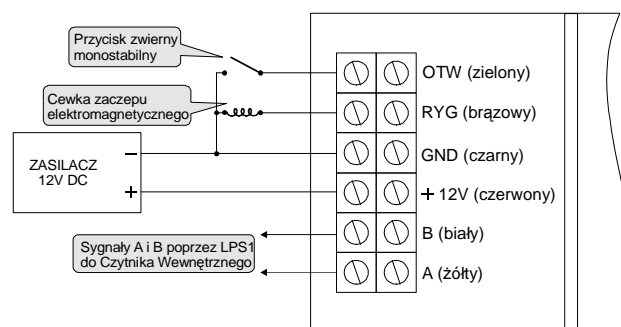 Przycisk zwierny
monostabilny
OTW (zielony)
Cewka zaczepu
elektromagnetycznego
RYG (brązowy)
ZASILACZ
12V DC
−
+
GND (czarny)
+ 12V (czerwony)
B (biały)
Sygnały A i B poprzez LPS1
do Czytnika Wewnętrznego
A (żółty)